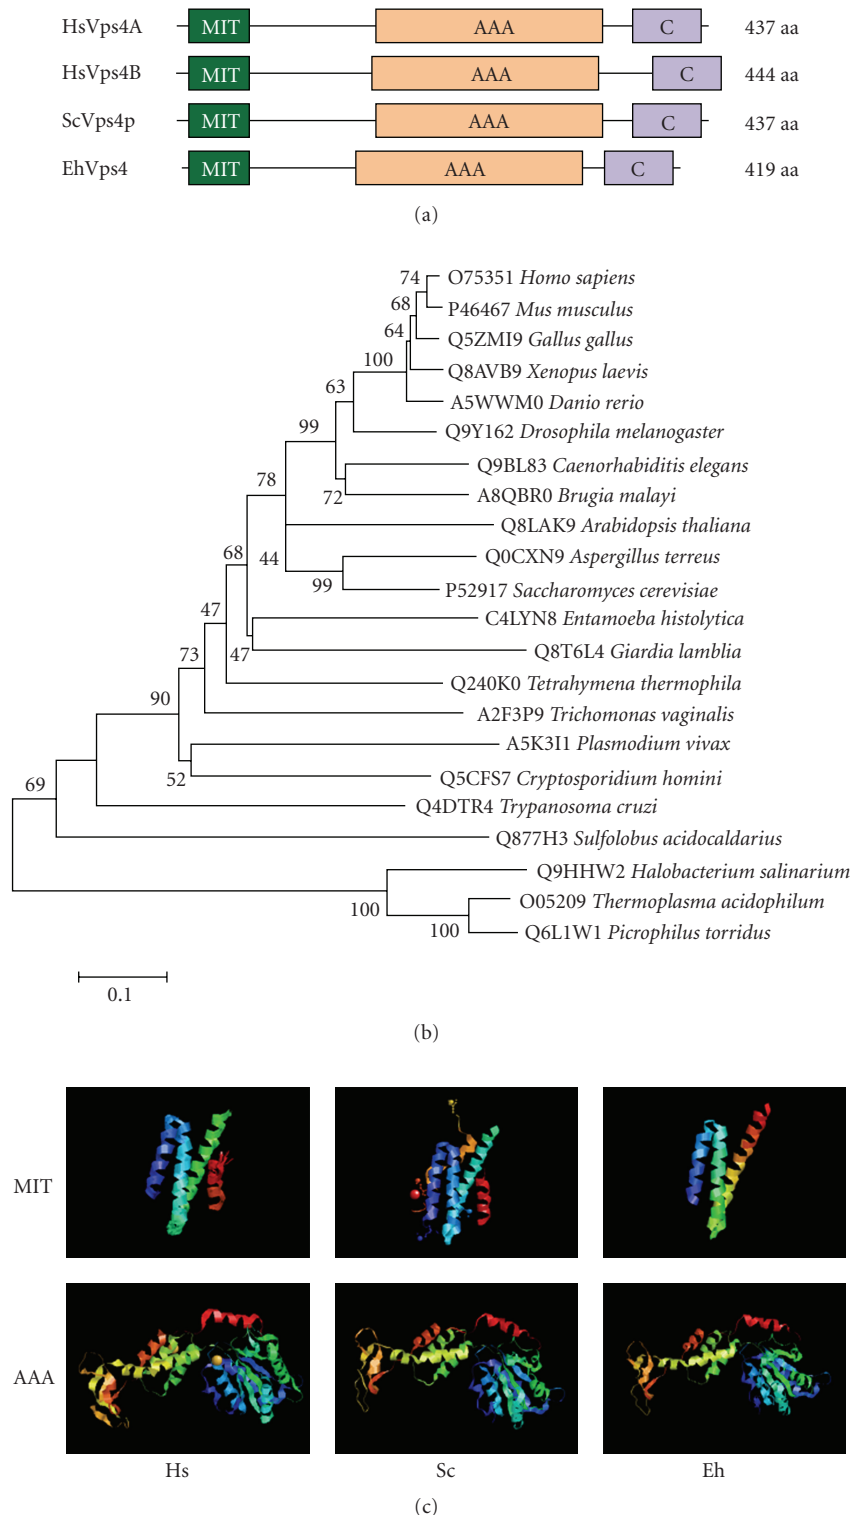 HsVps4A MIT AAA C 437 aa
HsVps4B MIT AAA C 444 aa
ScVps4p MIT AAA C 437 aa
EhVps4 MIT AAA C 419 aa
(a)
74 O75351 Homo sapiens
68 P46467 Mus musculus
64 Q5ZMI9 Gallus gallus
100 Q8AVB9 Xenopus laevis
63 A5WWM0 Danio rerio
99 Q9Y162 Drosophila melanogaster
Q9BL83 Caenorhabiditis elegans
78 72 A8QBR0 Brugia malayi
Q8LAK9 Arabidopsis thaliana
68 44 Q0CXN9 Aspergillus terreus
99 P52917 Saccharomyces cerevisiae
47 C4LYN8 Entamoeba histolytica
73 47 Q8T6L4 Giardia lamblia
Q240K0 Tetrahymena thermophila
90 A2F3P9 Trichomonas vaginalis
A5K3I1 Plasmodium vivax
69 52 Q5CFS7 Cryptosporidium homini
Q4DTR4 Trypanosoma cruzi
Q877H3 Sulfolobus acidocaldarius
Q9HHW2 Halobacterium salinarium
100 O05209 Thermoplasma acidophilum
100 Q6L1W1 Picrophilus torridus
0.1
(b)
MIT
AAA
Hs Sc Eh
(c)